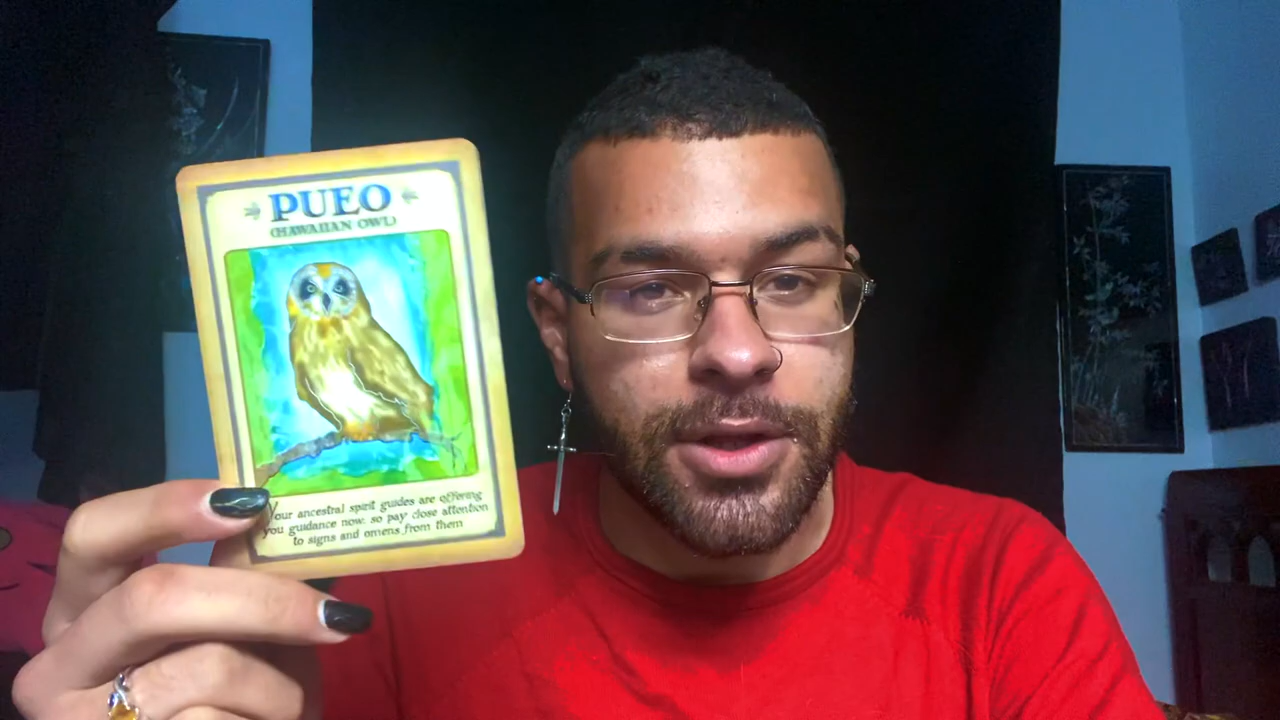 PUEO
(HAWAIIAN OWL)
Your ancestral spirit guides are offering
you guidance now, so pay close attention
to signs and omens from them